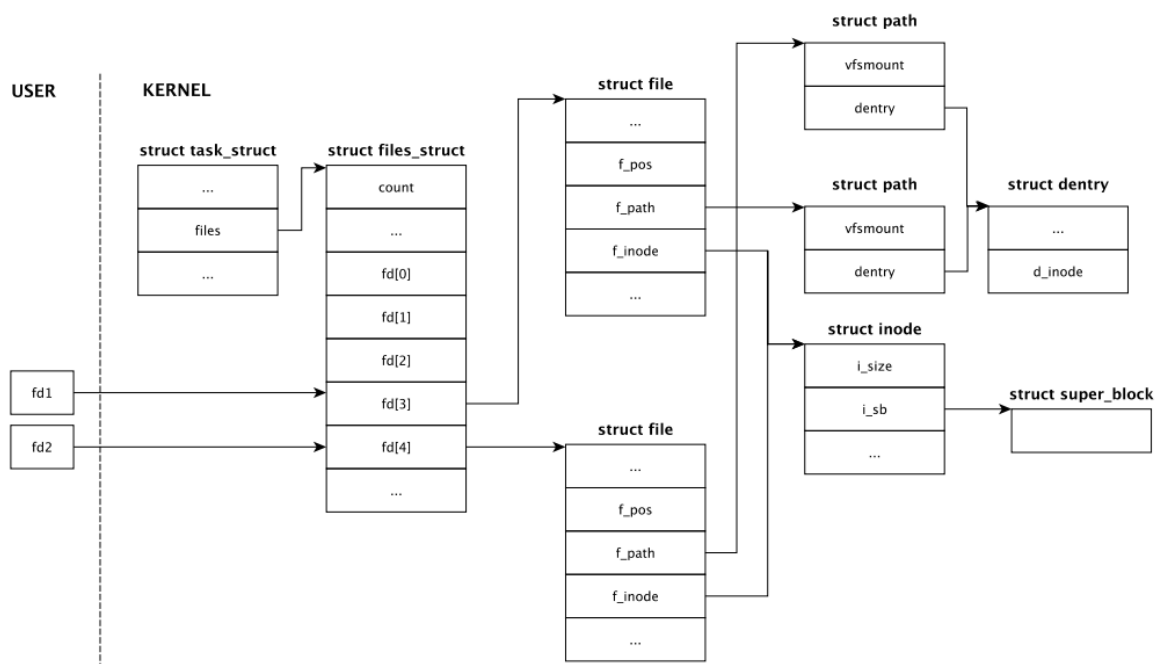 USER
KERNEL
struct task_struct
...
files
...
struct files_struct
count
...
fd[0]
fd[1]
fd[2]
fd[3]
fd[4]
...
fd1
fd2
struct file
...
f_pos
f_path
f_inode
...
struct file
...
f_pos
f_path
f_inode
...
struct path
vfsmount
dentry
struct path
vfsmount
dentry
struct dentry
...
d_inode
struct inode
i_size
i_sb
...
struct super_block